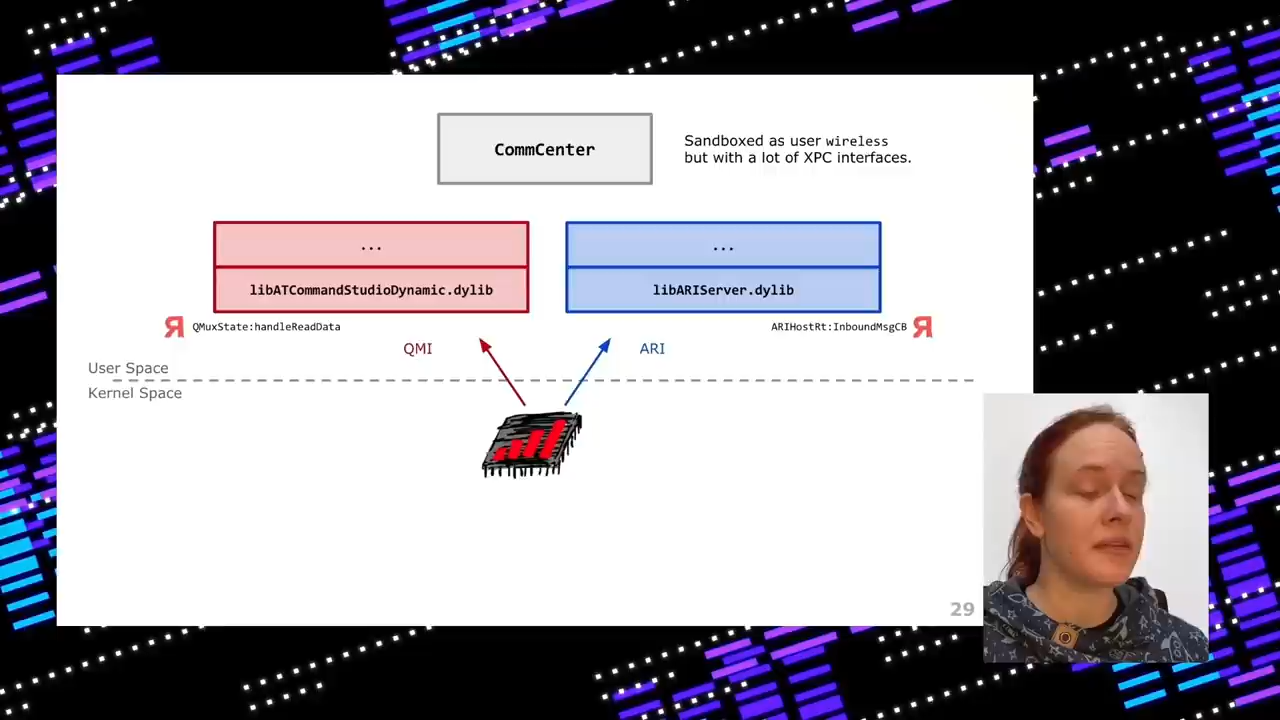 CommCenter
Sandboxed as user wireless
but with a lot of XPC interfaces.
...
...
libATCommandStudioDynamic.dylib
libARIServer.dylib
Я QMuxState:handleReadData
ARIHostRt:InboundMsgCB Я
QMI
ARI
User Space
Kernel Space
29